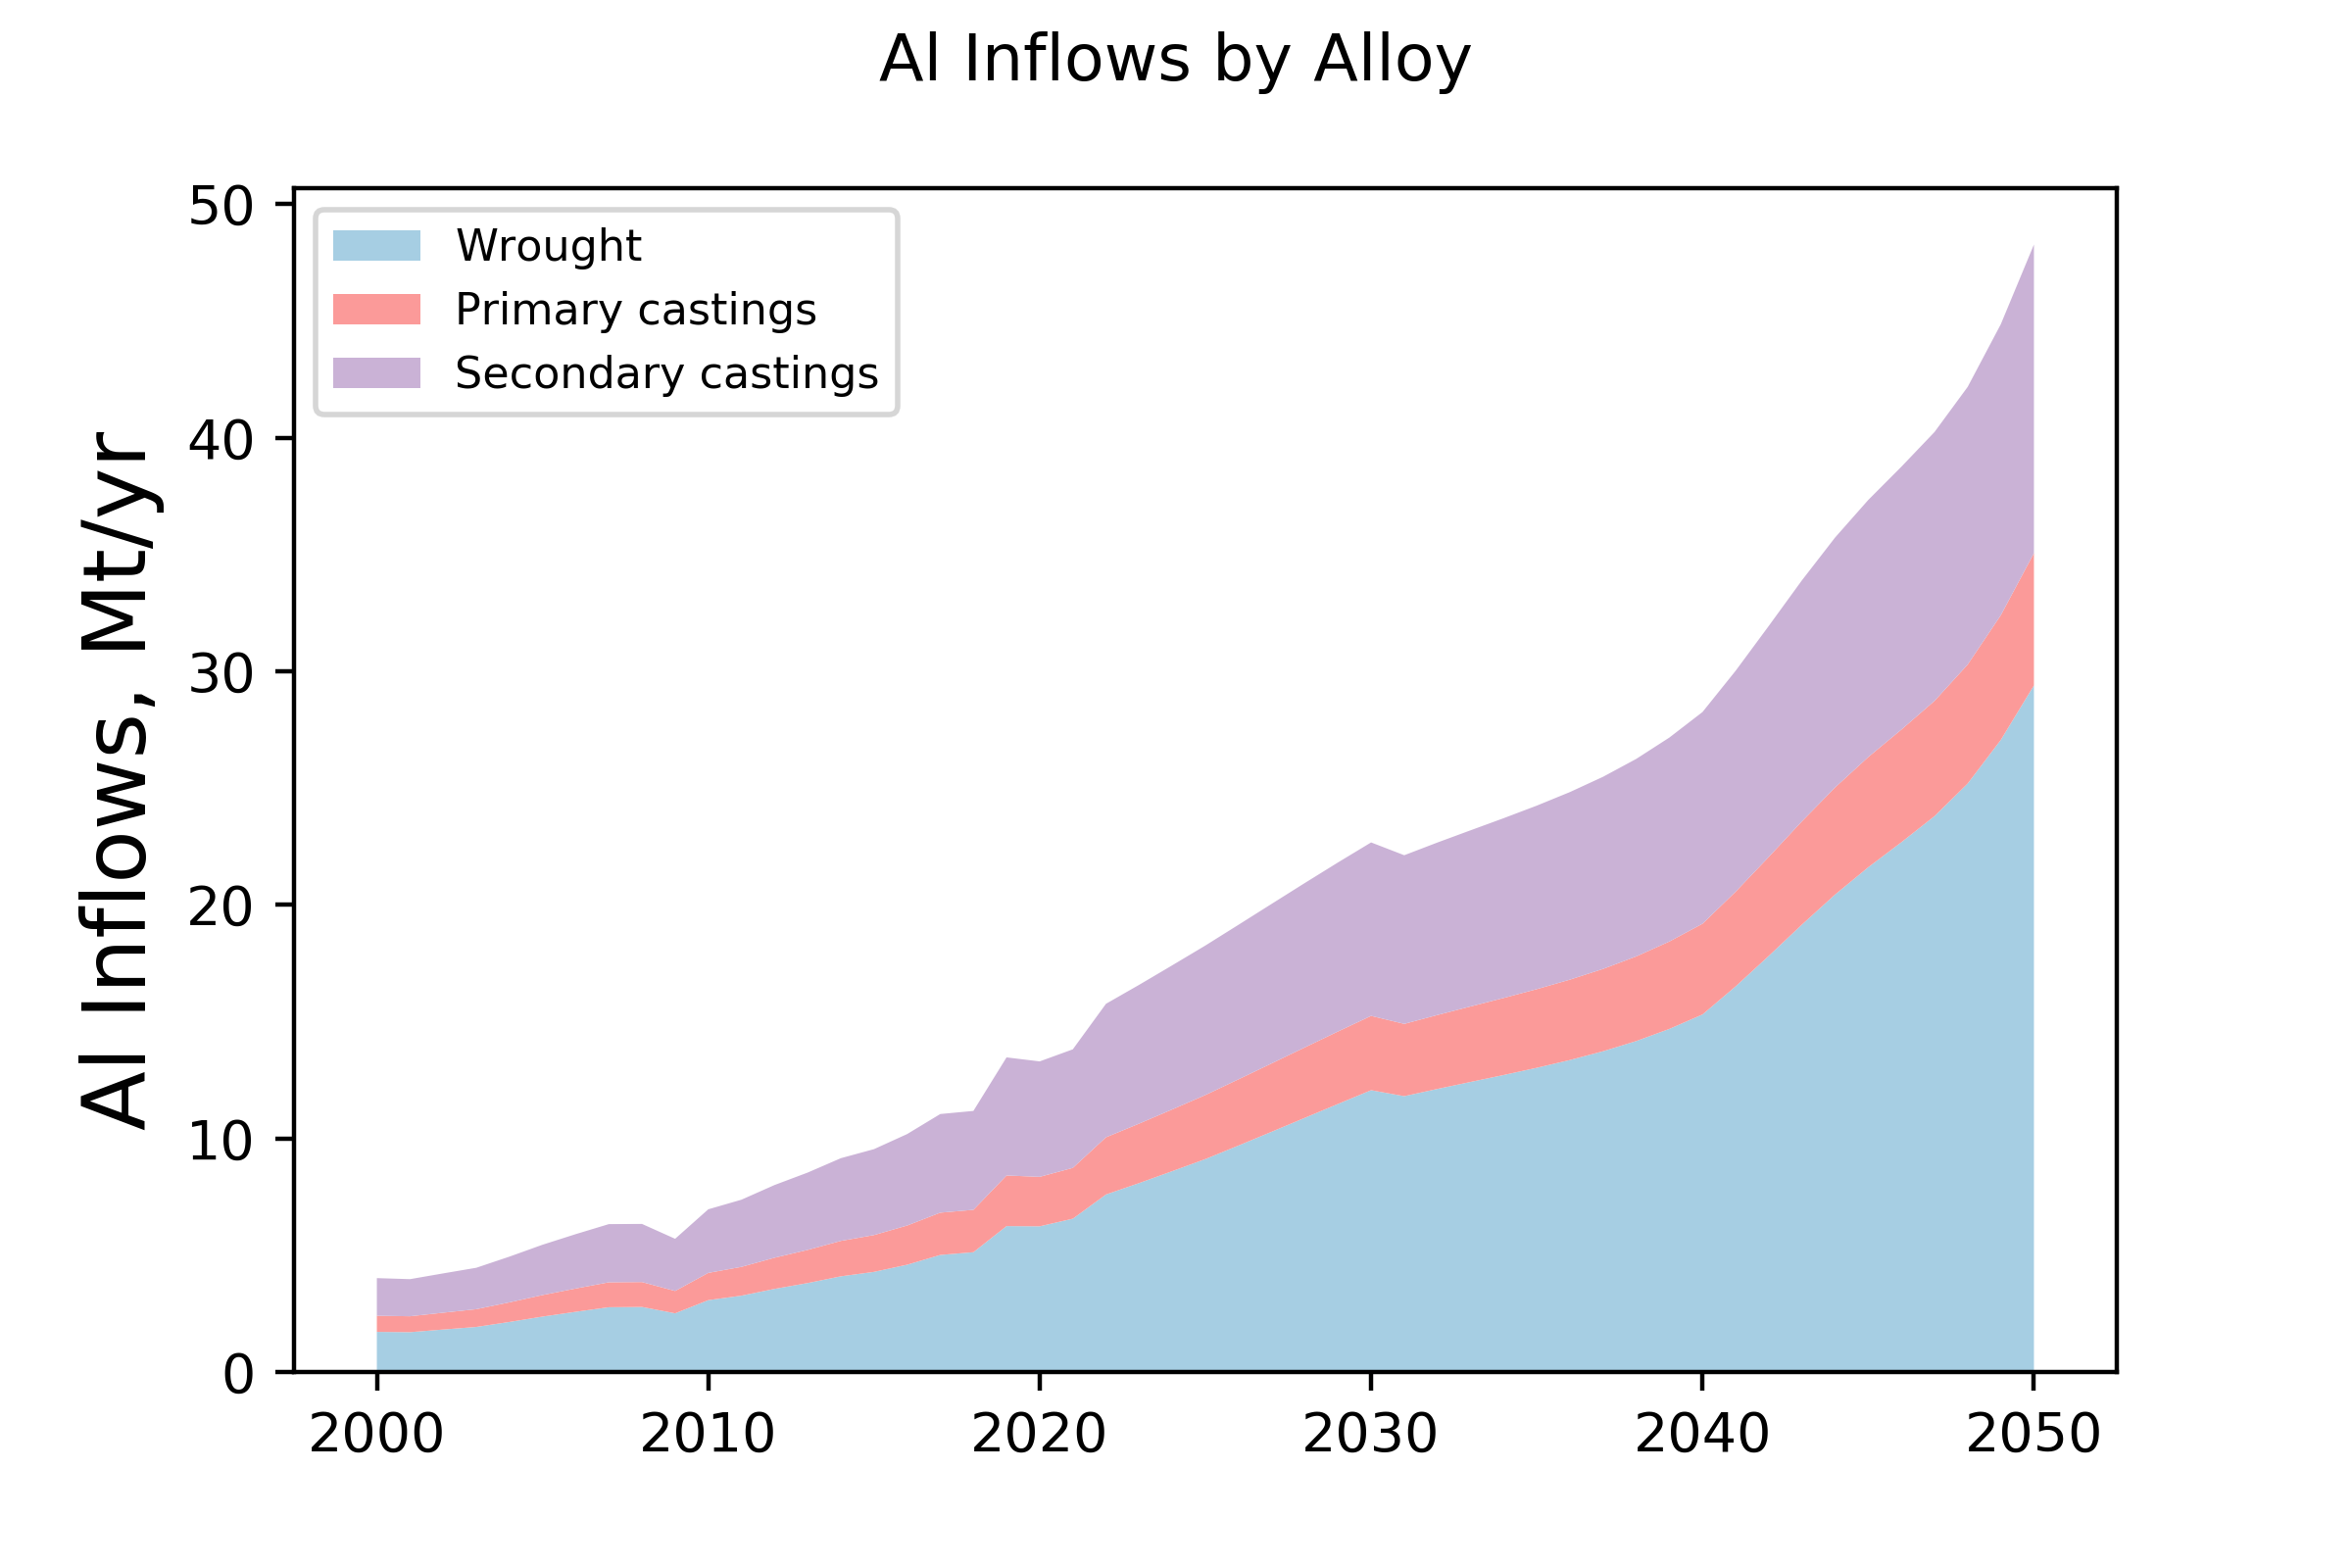 Al Inflows by Alloy
Al Inflows, Mt/yr
50
40
30
20
10
0
Wrought
Primary castings
Secondary castings
2000 2010 2020 2030 2040 2050